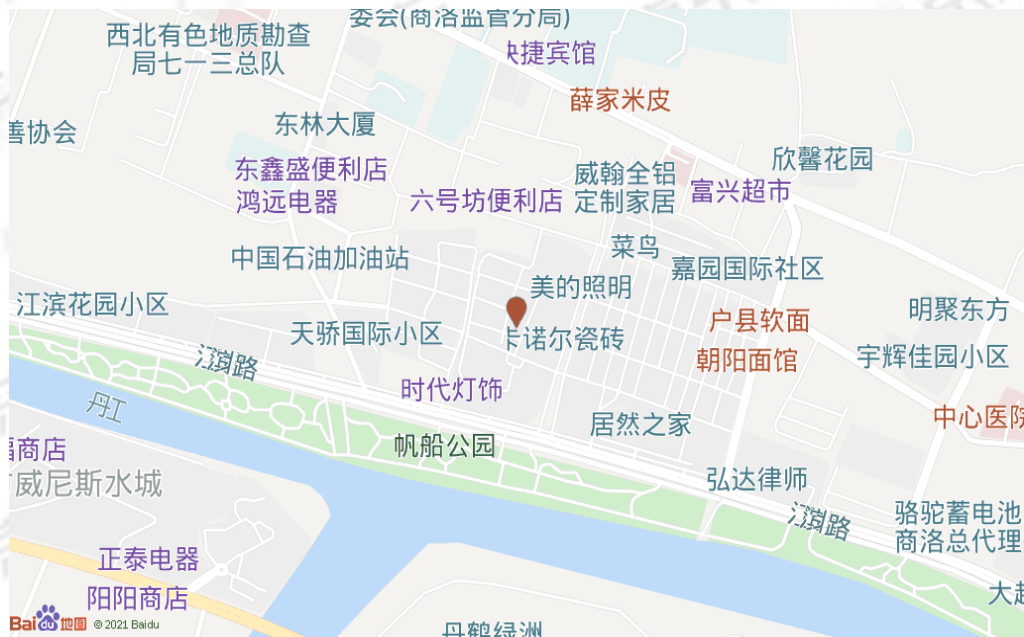 委会(商洛监管分局)
西北有色地质勘查
局七一三总队
快捷宾馆
薛家米皮
善协会
东林大厦
欣馨花园
东鑫盛便利店
鸿远电器
六号坊便利店
威翰全铝
定制家居
富兴超市
菜鸟
中国石油加油站
嘉园国际社区
美的照明
江滨花园小区
明聚东方
户县软面
天骄国际小区
卡诺尔瓷砖
宇辉佳园小区
朝阳面馆
江滨路
时代灯饰
丹江
中心医院
居然之家
帆船公园
福商店
威尼斯水城
弘达律师
江滨路
骆驼蓄电池
商洛总代理
正泰电器
阳阳商店
大赵
丹鹤绿洲
Bai du 地图 © 2021 Baidu